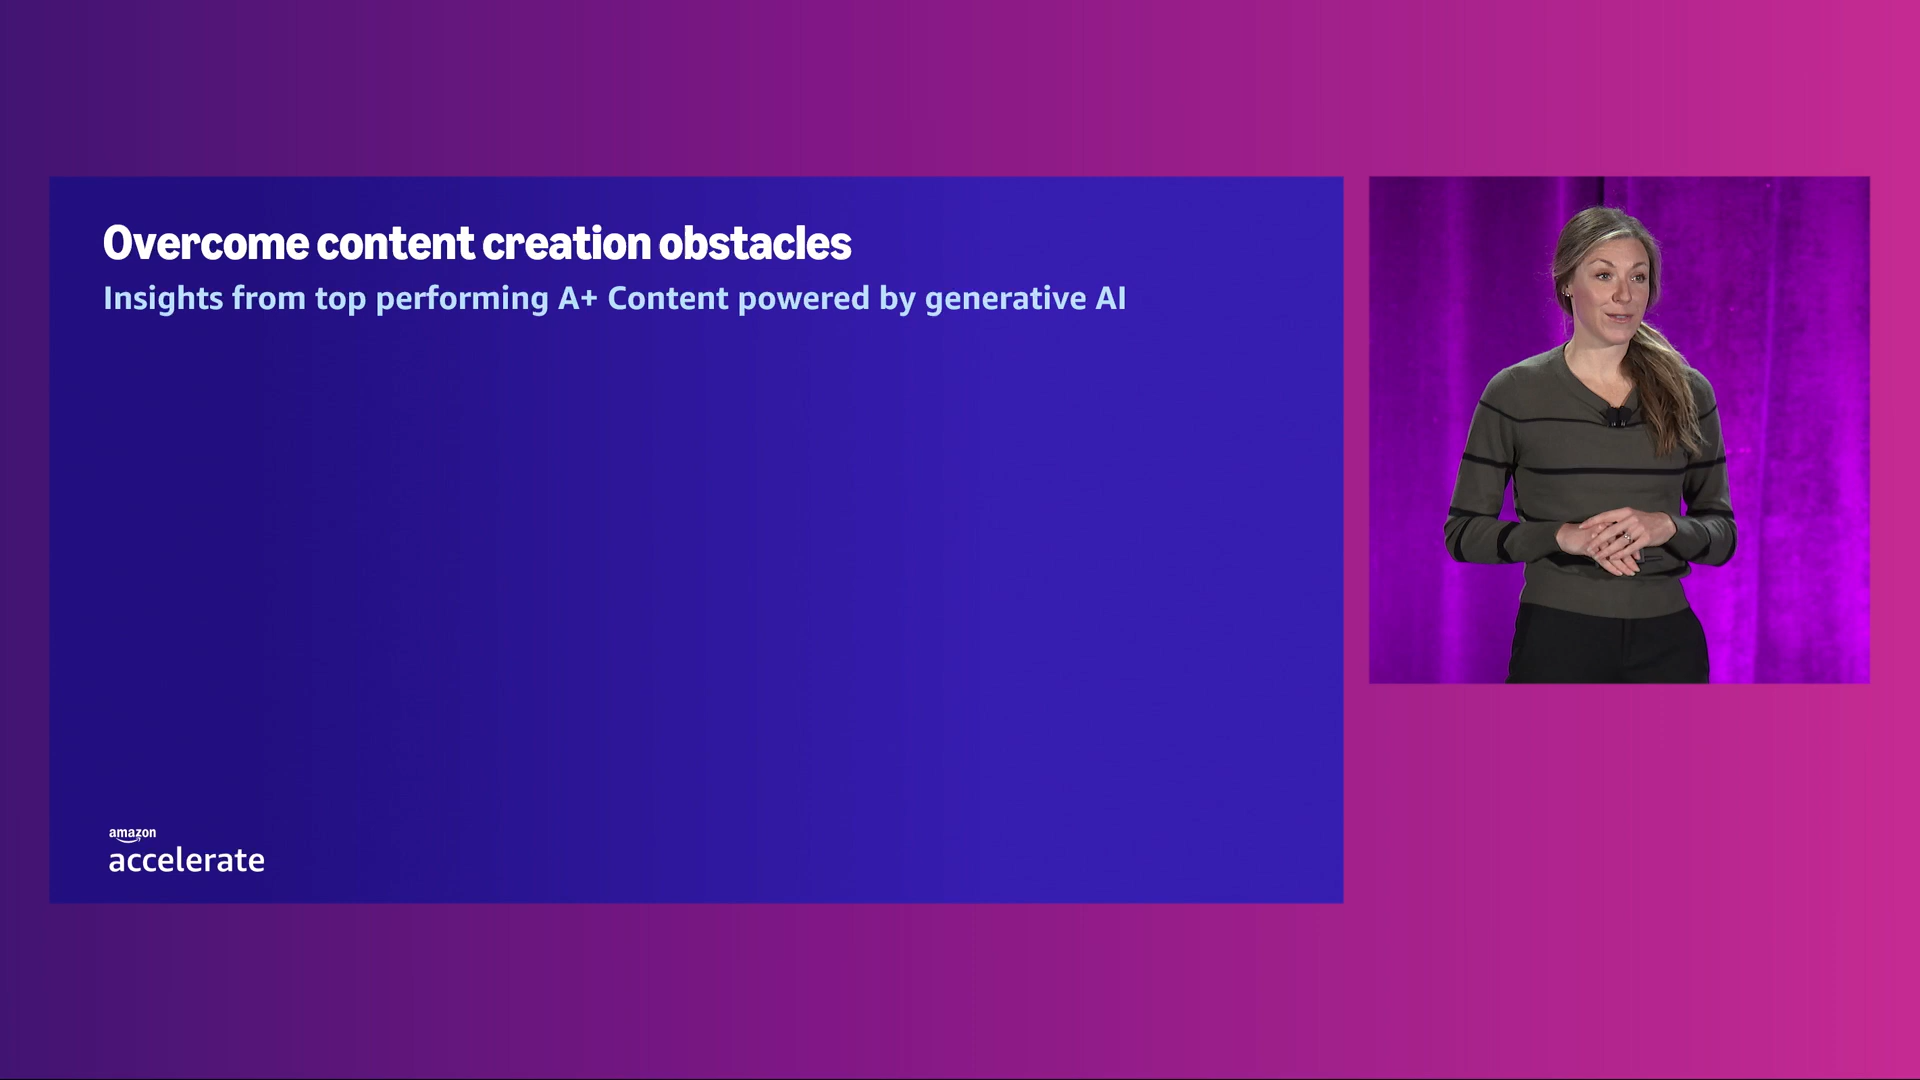 Overcome content creation obstacles
Insights from top performing A+ Content powered by generative AI
amazon
accelerate